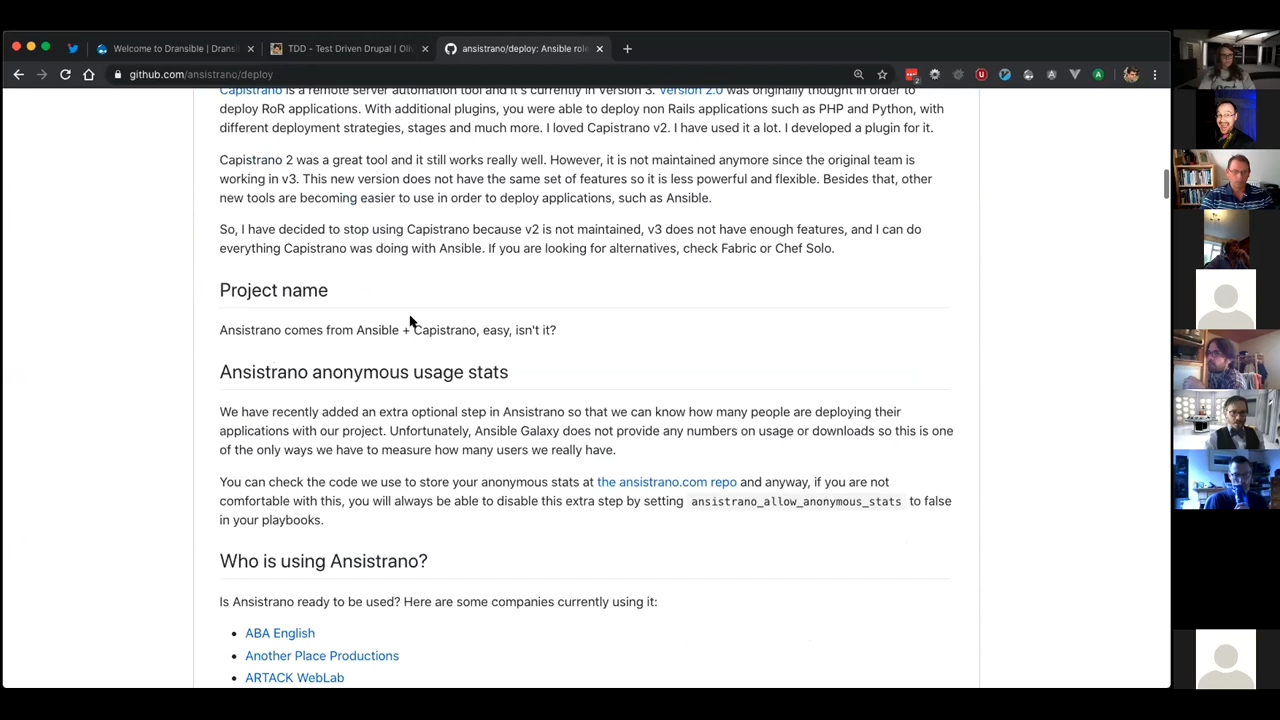 Welcome to Dransible | Dransi
TDD - Test Driven Drupal | Oli
ansistrano/deploy: Ansible role
github.com/ansistrano/deploy
Capistrano is a remote server automation tool and it's currently in Version 3. Version 2.0 was originally thought in order to
deploy RoR applications. With additional plugins, you were able to deploy non Rails applications such as PHP and Python, with
different deployment strategies, stages and much more. I loved Capistrano v2. I have used it a lot. I developed a plugin for it.
Capistrano 2 was a great tool and it still works really well. However, it is not maintained anymore since the original team is
working in v3. This new version does not have the same set of features so it is less powerful and flexible. Besides that, other
new tools are becoming easier to use in order to deploy applications, such as Ansible.
So, I have decided to stop using Capistrano because v2 is not maintained, v3 does not have enough features, and I can do
everything Capistrano was doing with Ansible. If you are looking for alternatives, check Fabric or Chef Solo.
Project name
Ansistrano comes from Ansible + Capistrano, easy, isn't it?
Ansistrano anonymous usage stats
We have recently added an extra optional step in Ansistrano so that we can know how many people are deploying their
applications with our project. Unfortunately, Ansible Galaxy does not provide any numbers on usage or downloads so this is one
of the only ways we have to measure how many users we really have.
You can check the code we use to store your anonymous stats at the ansistrano.com repo and anyway, if you are not
comfortable with this, you will always be able to disable this extra step by setting ansistrano_allow_anonymous_stats to false
in your playbooks.
Who is using Ansistrano?
Is Ansistrano ready to be used? Here are some companies currently using it:
• ABA English
• Another Place Productions
• ARTACK WebLab